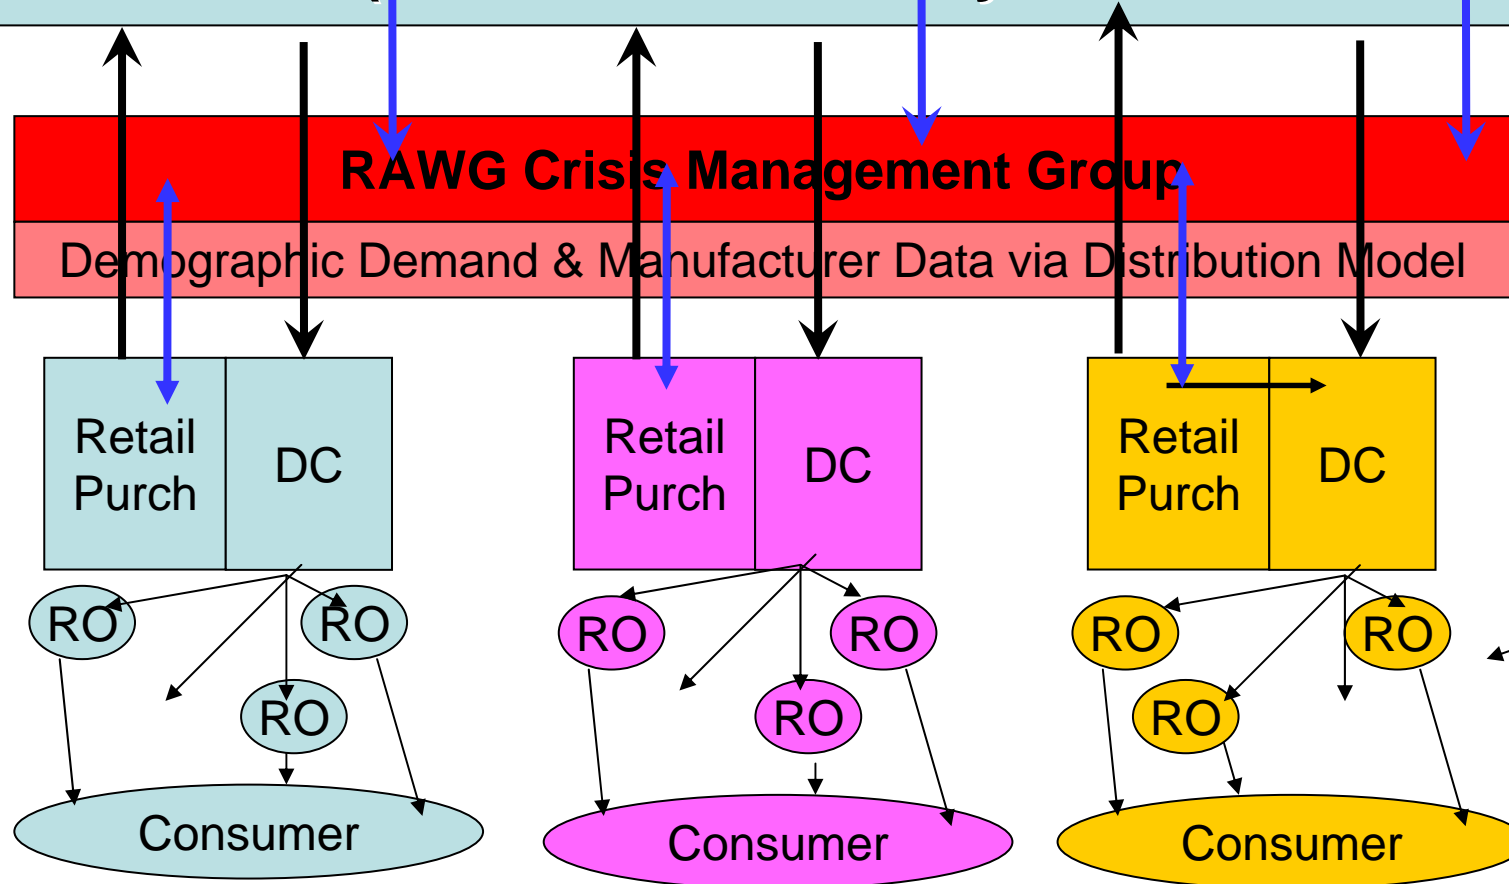 RAWG Crisis Management Group
Demographic Demand & Manufacturer Data via Distribution Model
Retail
Purch
DC
Retail
Purch
DC
Retail
Purch
DC
RO
RO
RO
RO
RO
RO
RO
RO
RO
Consumer
Consumer
Consumer